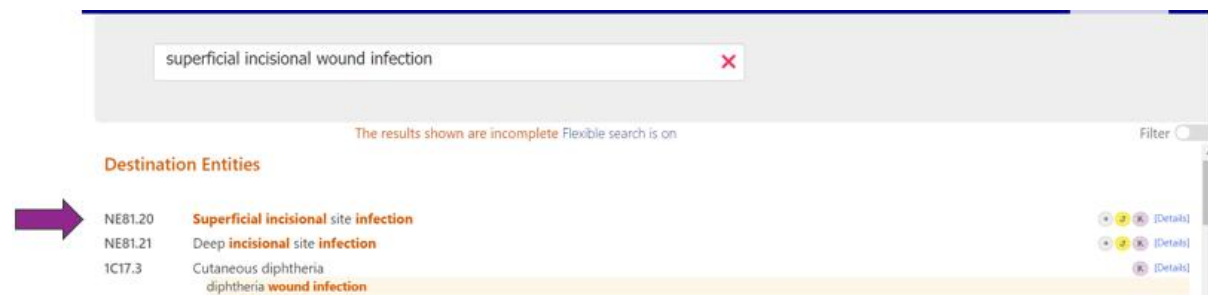 superficial incisional wound infection
The results shown are incomplete Flexible search is on Filter
Destination Entities
NE81.20 Superficial incisional site infection + J K [Details]
NE81.21 Deep incisional site infection + J K [Details]
1C17.3 Cutaneous diphtheria K [Details]
diphtheria wound infection